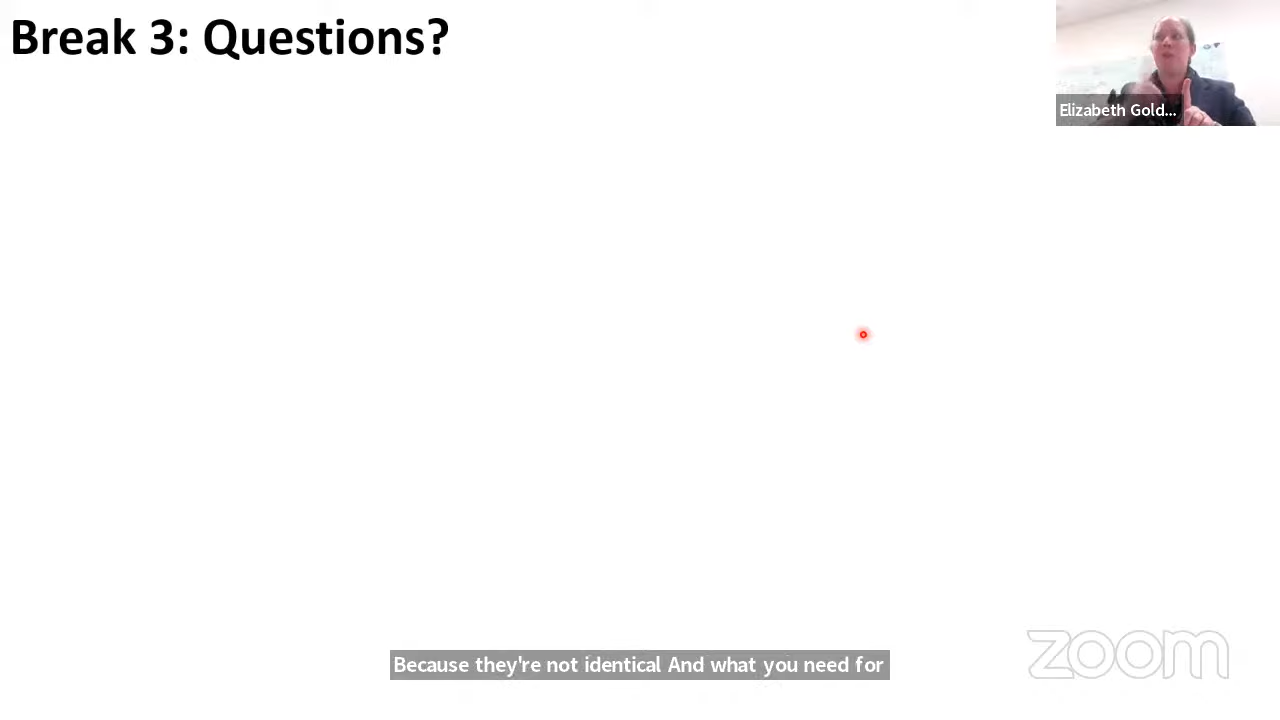 Break 3: Questions?
Elizabeth Gold...
Because they're not identical And what you need for
zoom